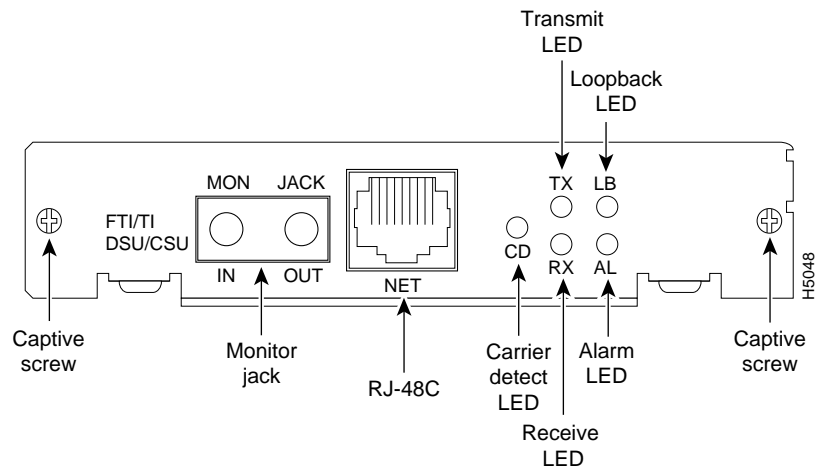 Transmit
LED
Loopback
LED
MON JACK
TX LB
FTI/TI
DSU/CSU
CD
IN OUT
NET
RX AL
H5048
Captive
screw
Monitor
jack
RJ-48C
Carrier
detect
LED
Alarm
LED
Captive
screw
Receive
LED